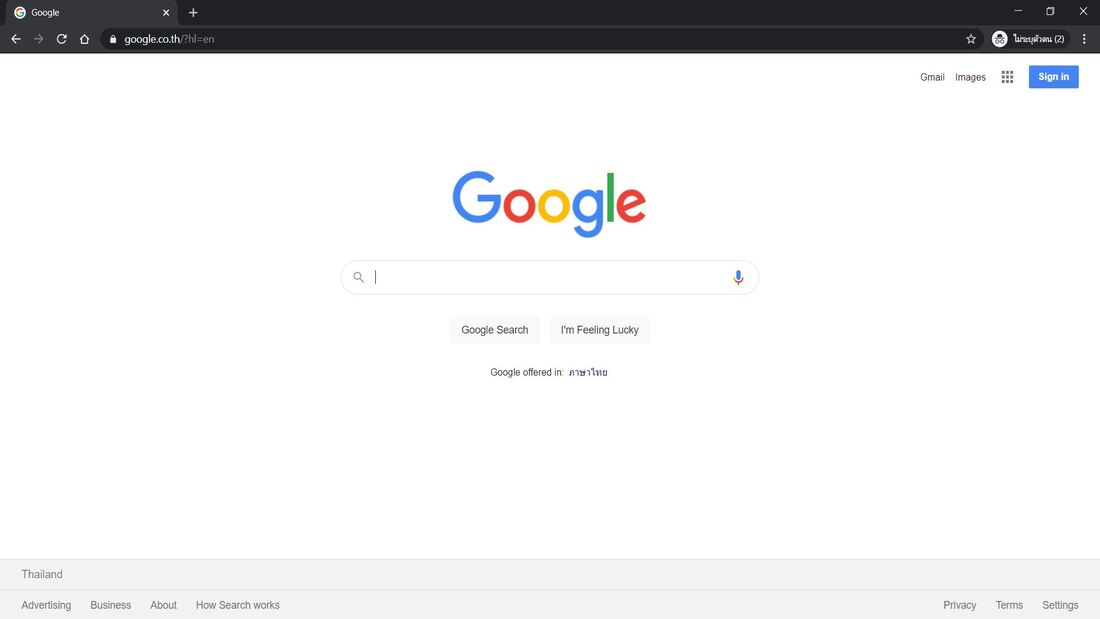 Google
google.co.th/?hl=en
ไม่ระบุตัวตน (2)
Gmail Images Sign in
Google
Google Search I'm Feeling Lucky
Google offered in: ภาษาไทย
Thailand
Advertising Business About How Search works Privacy Terms Settings